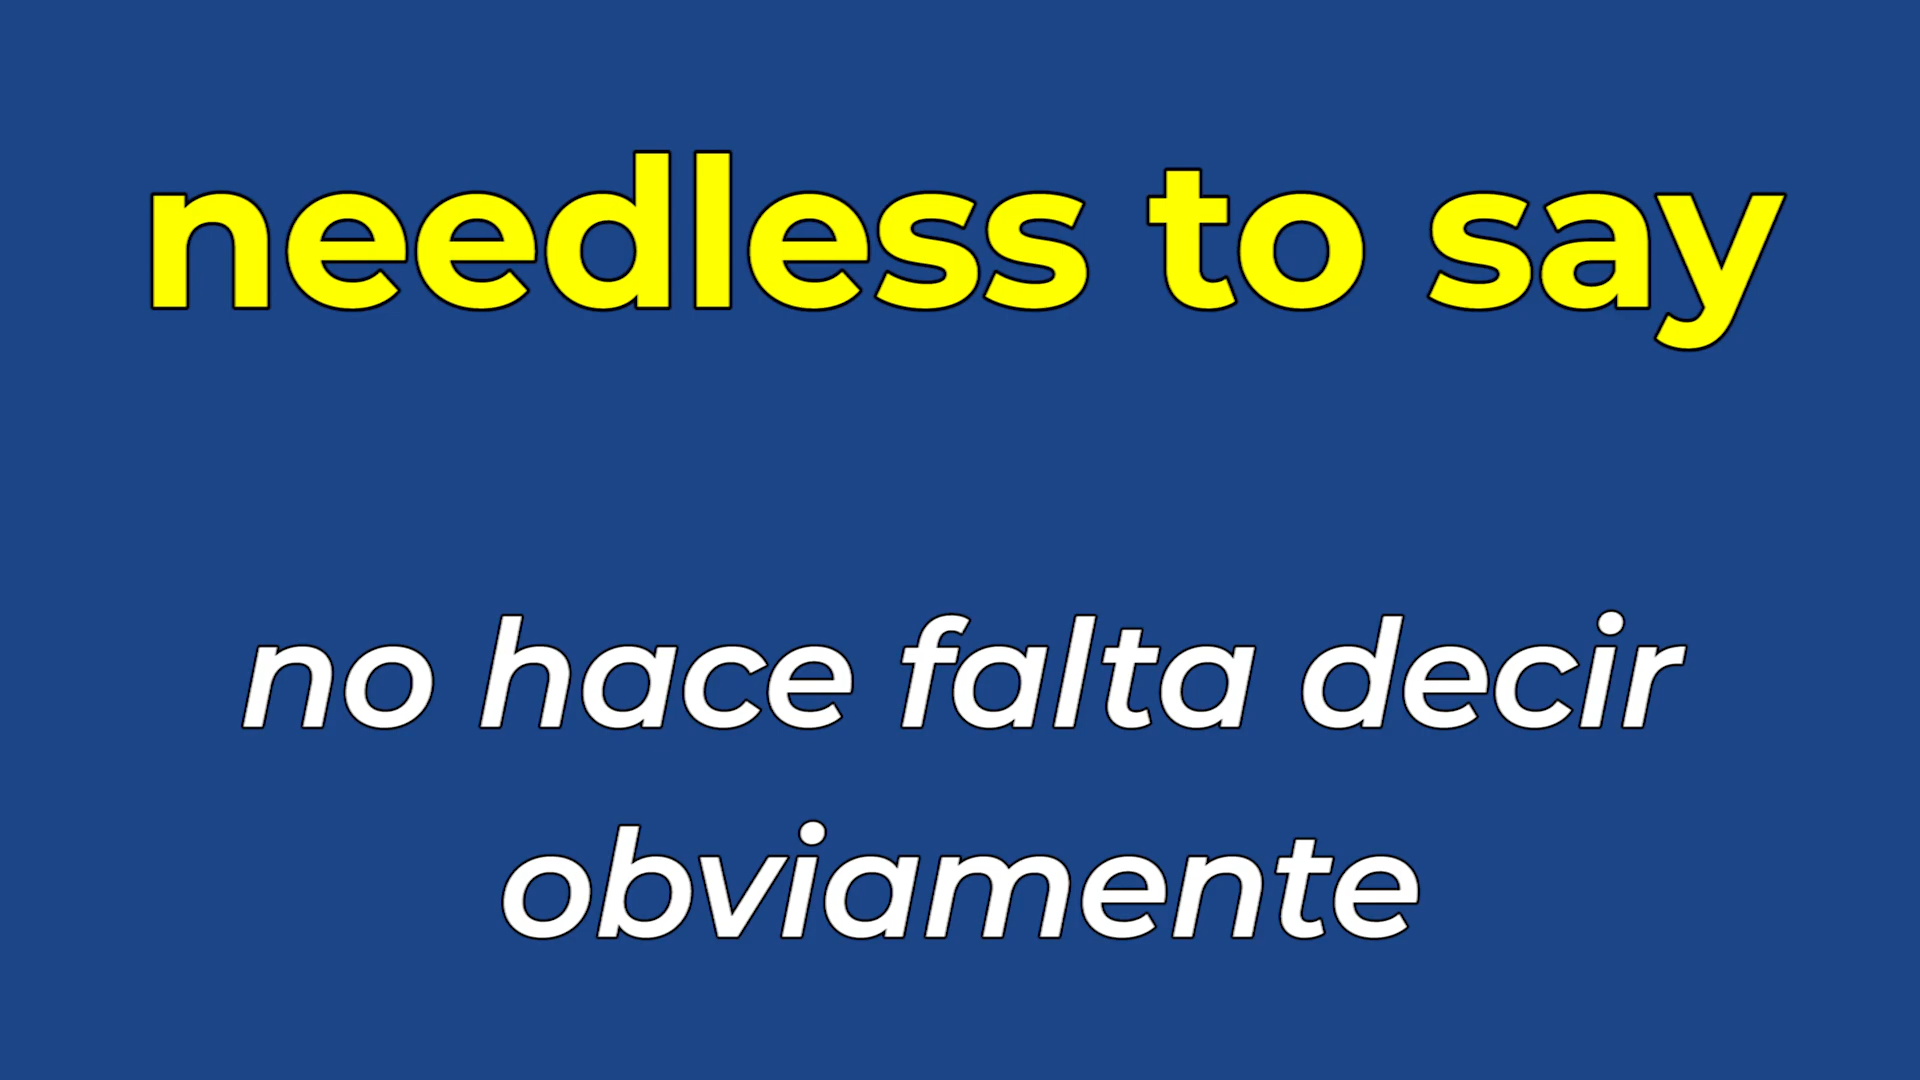 needless to say
no hace falta decir
obviamente